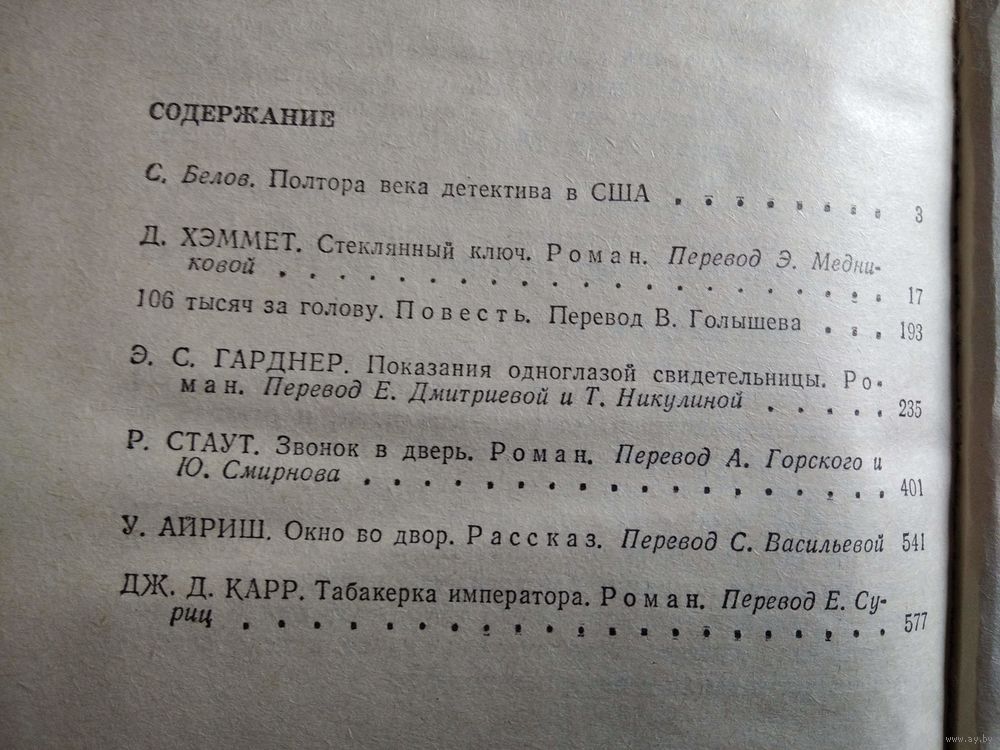 СОДЕРЖАНИЕ
С. Белов. Полтора века детектива в США . . . . . . . . 3
Д. ХЭММЕТ. Стеклянный ключ. Роман. Перевод Э. Медни-
ковой . . . . . . . . . . . . . . . . . . . . 17
106 тысяч за голову. Повесть. Перевод В. Голышева . . . 193
Э. С. ГАРДНЕР. Показания одноглазой свидетельницы. Ро-
ман. Перевод Е. Дмитриевой и Т. Никулиной . . . . . 235
Р. СТАУТ. Звонок в дверь. Роман. Перевод А. Горского и
Ю. Смирнова . . . . . . . . . . . . . . . . . 401
У. АЙРИШ. Окно во двор. Рассказ. Перевод С. Васильевой 541
ДЖ. Д. КАРР. Табакерка императора. Роман. Перевод Е. Су-
риц . . . . . . . . . . . . . . . . . . . . . 577
www.ay.by